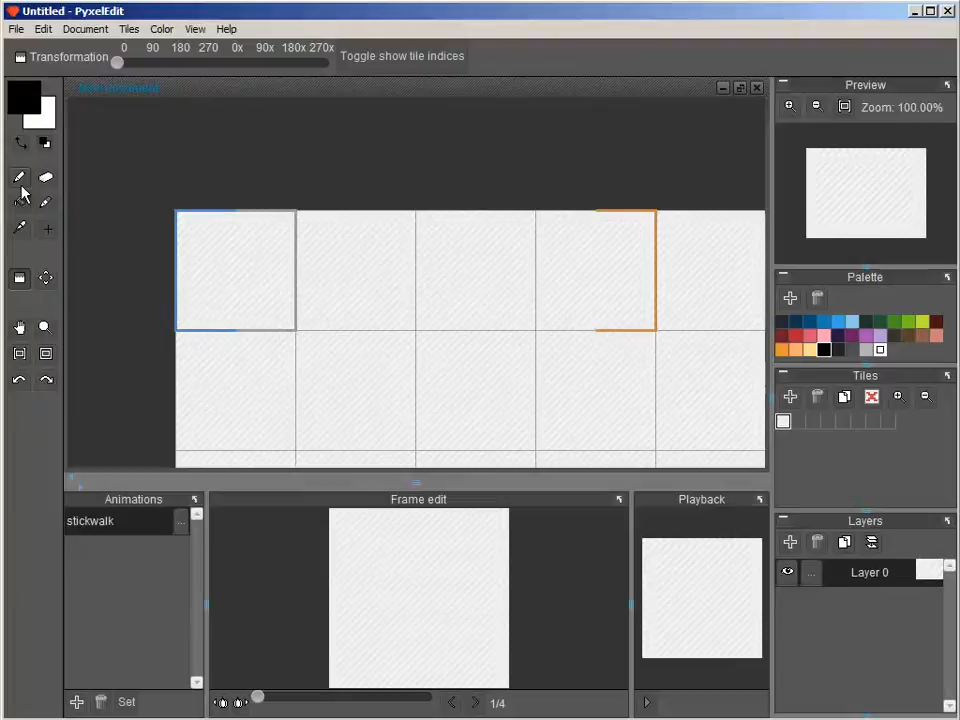 Untitled - PyxelEdit
File Edit Document Tiles Color View Help
Transformation 0 90 180 270 0x 90x 180x 270x Toggle show tile indices
Preview
Zoom: 100.00%
Palette
Tiles
Animations
Frame edit
Playback
Layers
stickwalk ...
... Layer 0
Set
1/4